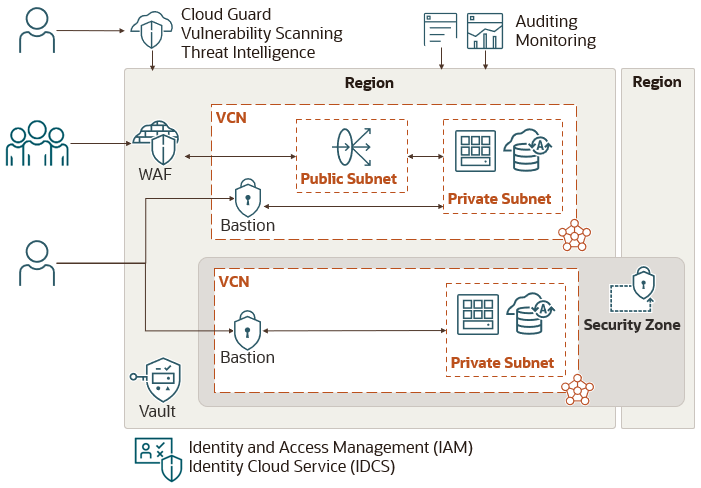 Cloud Guard
Vulnerability Scanning
Threat Intelligence
Auditing
Monitoring
Region
Region
VCN
WAF
Public Subnet
A
Private Subnet
Bastion
VCN
A
Security Zone
Bastion
Private Subnet
Vault
Identity and Access Management (IAM)
Identity Cloud Service (IDCS)